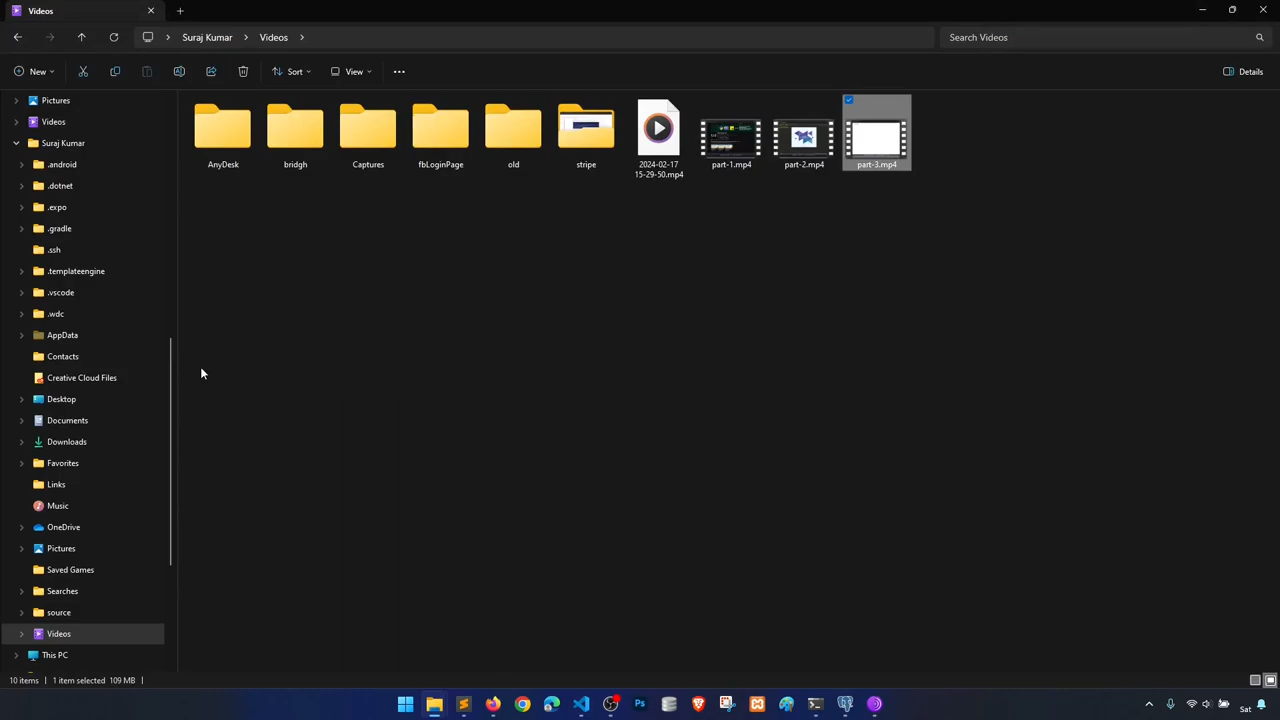 Videos
Suraj Kumar
Videos
Search Videos
New
Sort
View
Details
Pictures
Videos
Suraj Kumar
.android
.dotnet
.expo
.gradle
.ssh
.templateengine
.vscode
.wdc
AppData
Contacts
Creative Cloud Files
Desktop
Documents
Downloads
Favorites
Links
Music
OneDrive
Pictures
Saved Games
Searches
source
Videos
This PC
AnyDesk
bridgh
Captures
fbLoginPage
old
stripe
2024-02-17
15-29-50.mp4
part-1.mp4
part-2.mp4
part-3.mp4
10 items
1 item selected 109 MB
Ps
Sat